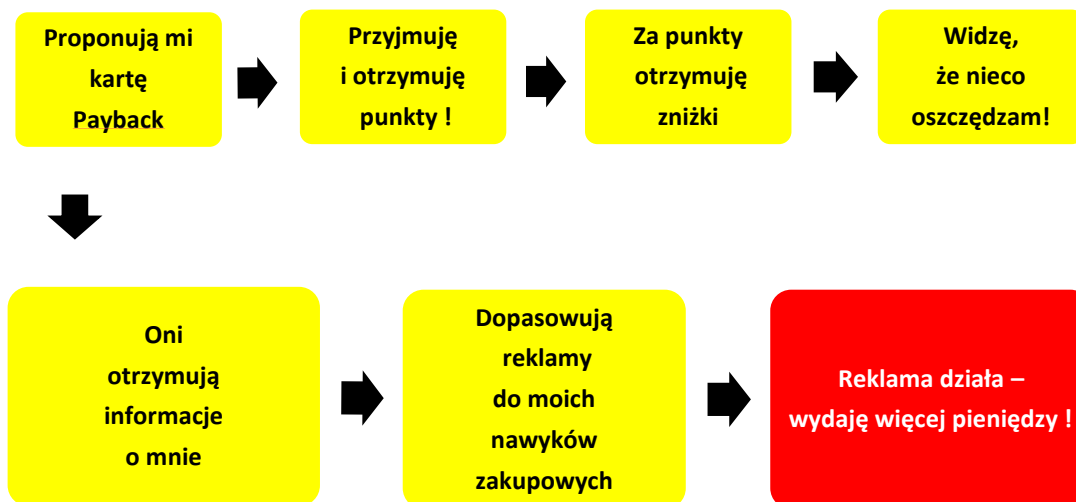 Proponują mi
kartę
Payback
Przyjmuję
i otrzymuję
punkty !
Za punkty
otrzymuję
zniżki
Widzę,
że nieco
oszczędzam!
Oni
otrzymują
informacje
o mnie
Dopasowują
reklamy
do moich
nawyków
zakupowych
Reklama działa –
wydaję więcej pieniędzy !